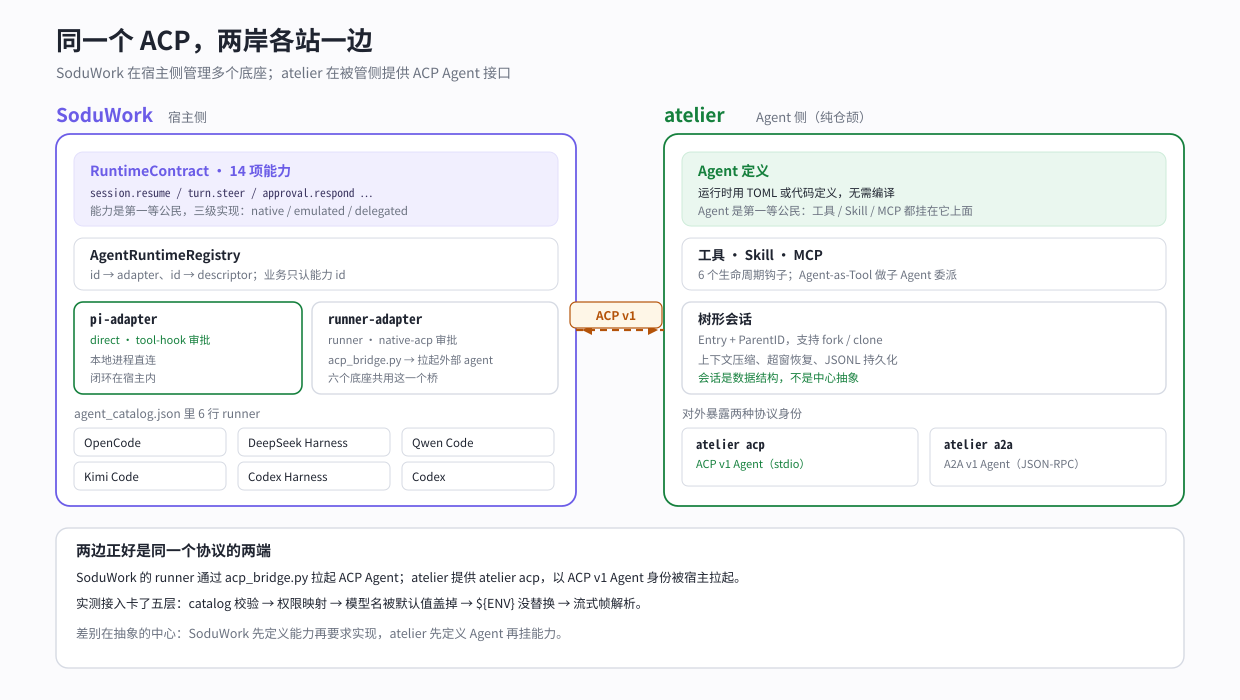 同一个 ACP，两岸各站一边
SoduWork 在宿主侧管理多个底座；atelier 在被管侧提供 ACP Agent 接口
SoduWork 宿主侧
RuntimeContract · 14 项能力
session.resume / turn.steer / approval.respond ...
能力是第一等公民，三级实现：native / emulated / delegated
AgentRuntimeRegistry
id → adapter、id → descriptor；业务只认能力 id
pi-adapter
direct · tool-hook 审批
本地进程直连
闭环在宿主内
runner-adapter
runner · native-acp 审批
acp_bridge.py → 拉起外部 agent
六个底座共用这一个桥
agent_catalog.json 里 6 行 runner
OpenCode
DeepSeek Harness
Qwen Code
Kimi Code
Codex Harness
Codex
ACP v1
atelier Agent 侧（纯仓颉）
Agent 定义
运行时用 TOML 或代码定义，无需编译
Agent 是第一等公民：工具 / Skill / MCP 都挂在它上面
工具 · Skill · MCP
6 个生命周期钩子；Agent-as-Tool 做子 Agent 委派
树形会话
Entry + ParentID，支持 fork / clone
上下文压缩、超窗恢复、JSONL 持久化
会话是数据结构，不是中心抽象
对外暴露两种协议身份
atelier acp
ACP v1 Agent（stdio）
atelier a2a
A2A v1 Agent（JSON-RPC）
两边正好是同一个协议的两端
SoduWork 的 runner 通过 acp_bridge.py 拉起 ACP Agent；atelier 提供 atelier acp，以 ACP v1 Agent 身份被宿主拉起。
实测接入卡了五层：catalog 校验 → 权限映射 → 模型名被默认值盖掉 → ${ENV} 没替换 → 流式帧解析。
差别在抽象的中心：SoduWork 先定义能力再要求实现，atelier 先定义 Agent 再挂能力。